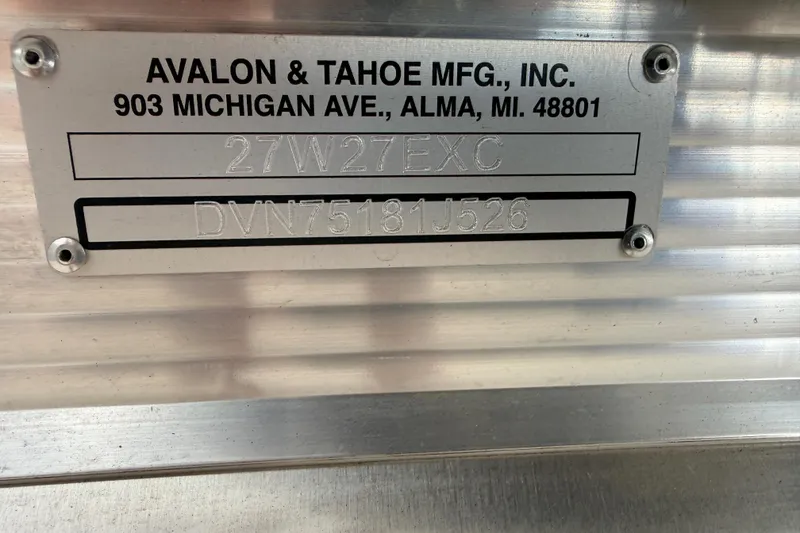 AVALON & TAHOE MFG., INC.
903 MICHIGAN AVE., ALMA, MI. 48801
27W27EXC
DVN75181J526